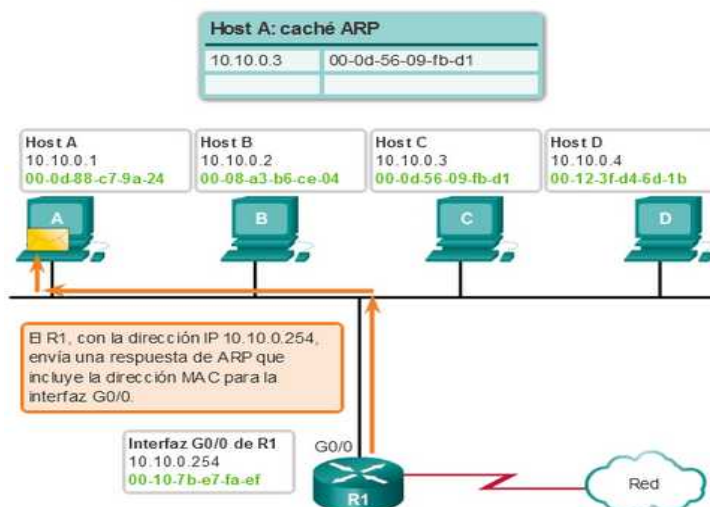 Host A: caché ARP
10.10.0.3 00-0d-56-09-fb-d1
Host A
10.10.0.1
00-0d-88-c7-9a-24
Host B
10.10.0.2
00-08-a3-b6-ce-04
Host C
10.10.0.3
00-0d-56-09-fb-d1
Host D
10.10.0.4
00-12-3f-d4-6d-1b
A
B
C
D
El R1, con la dirección IP 10.10.0.254,
envía una respuesta de ARP que
incluye la dirección MAC para la
interfaz G0/0.
Interfaz G0/0 de R1
10.10.0.254
00-10-7b-e7-fa-ef
G0/0
R1
Red